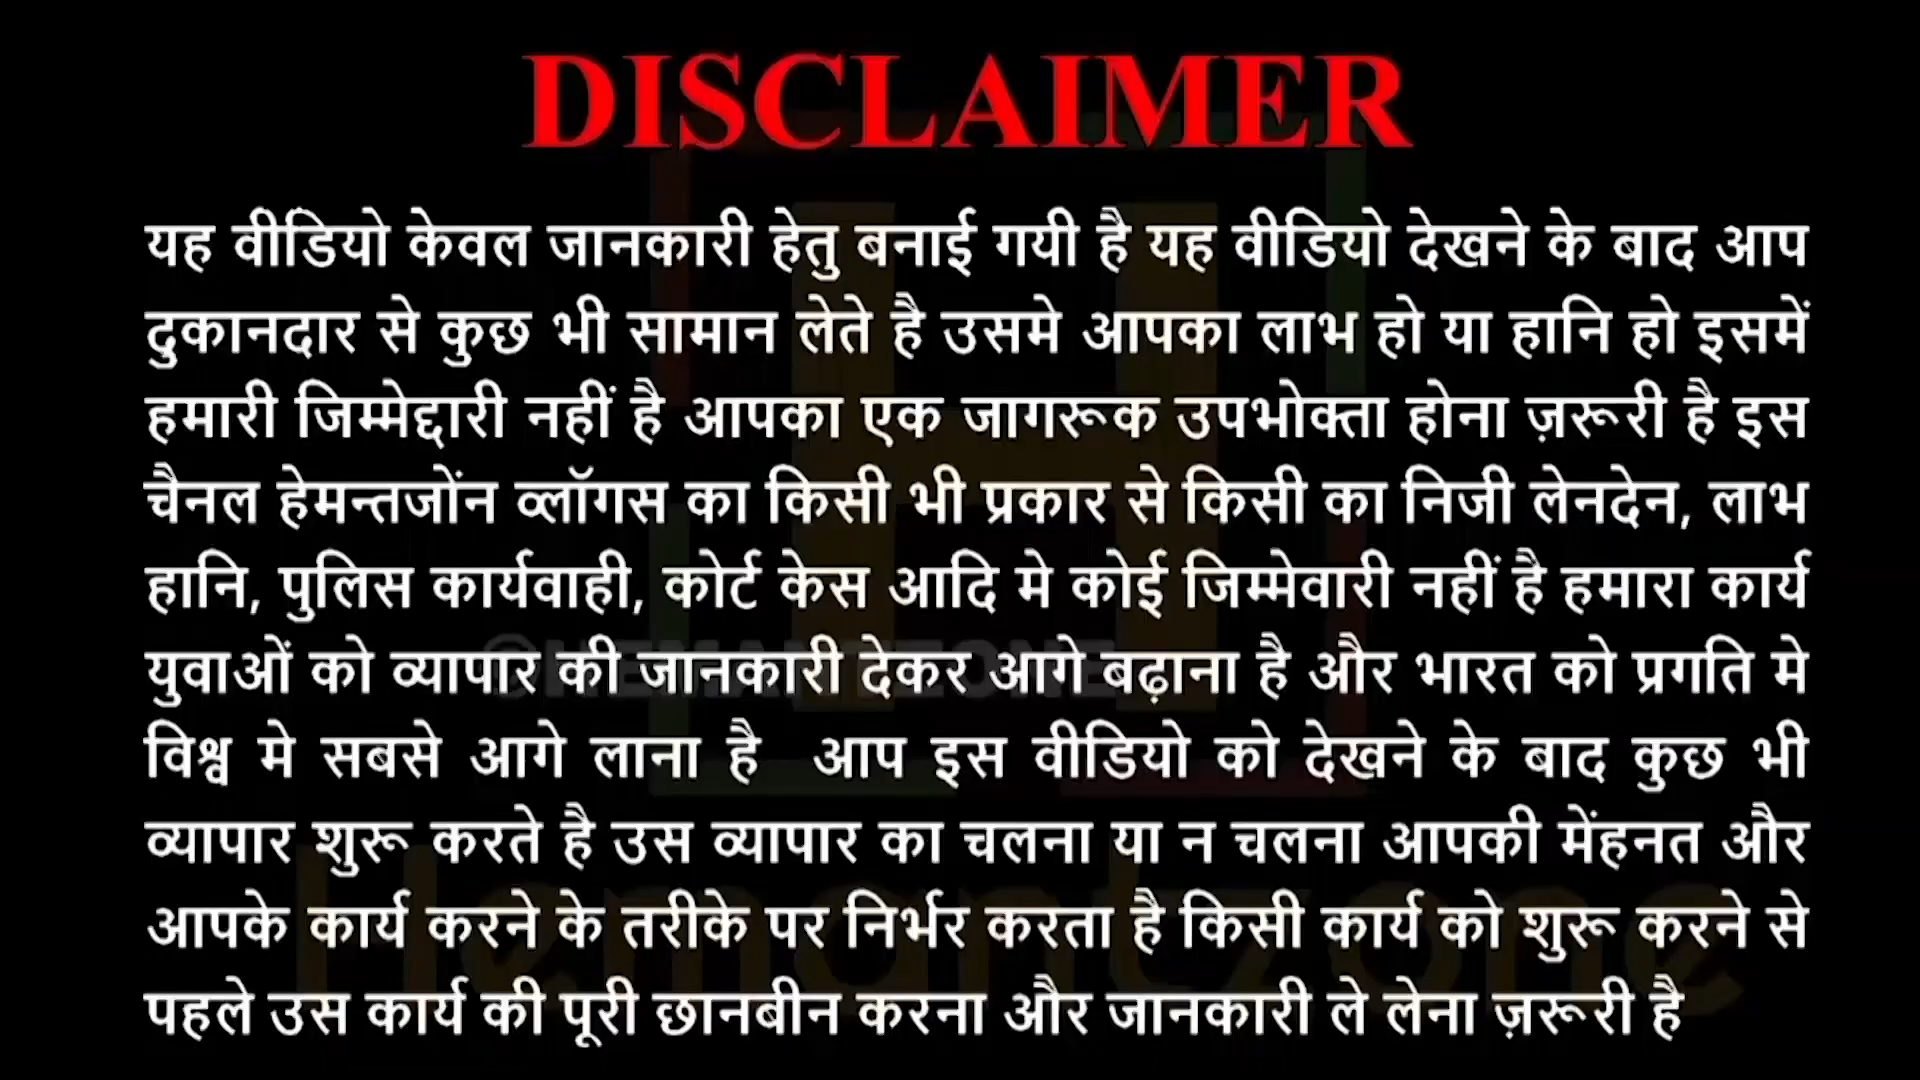 DISCLAIMER
यह वीडियो केवल जानकारी हेतु बनाई गयी है यह वीडियो देखने के बाद आप
दुकानदार से कुछ भी सामान लेते है उसमे आपका लाभ हो या हानि हो इसमें
हमारी जिम्मेद्दारी नहीं है आपका एक जागरूक उपभोक्ता होना ज़रूरी है इस
चैनल हेमन्तजोंन व्लॉगस का किसी भी प्रकार से किसी का निजी लेनदेन, लाभ
हानि, पुलिस कार्यवाही, कोर्ट केस आदि मे कोई जिम्मेवारी नहीं है हमारा कार्य
युवाओं को व्यापार की जानकारी देकर आगे बढ़ाना है और भारत को प्रगति मे
विश्व मे सबसे आगे लाना है आप इस वीडियो को देखने के बाद कुछ भी
व्यापार शुरू करते है उस व्यापार का चलना या न चलना आपकी मेंहनत और
आपके कार्य करने के तरीके पर निर्भर करता है किसी कार्य को शुरू करने से
पहले उस कार्य की पूरी छानबीन करना और जानकारी ले लेना ज़रूरी है
@HEMANTZONE
Hemantzone